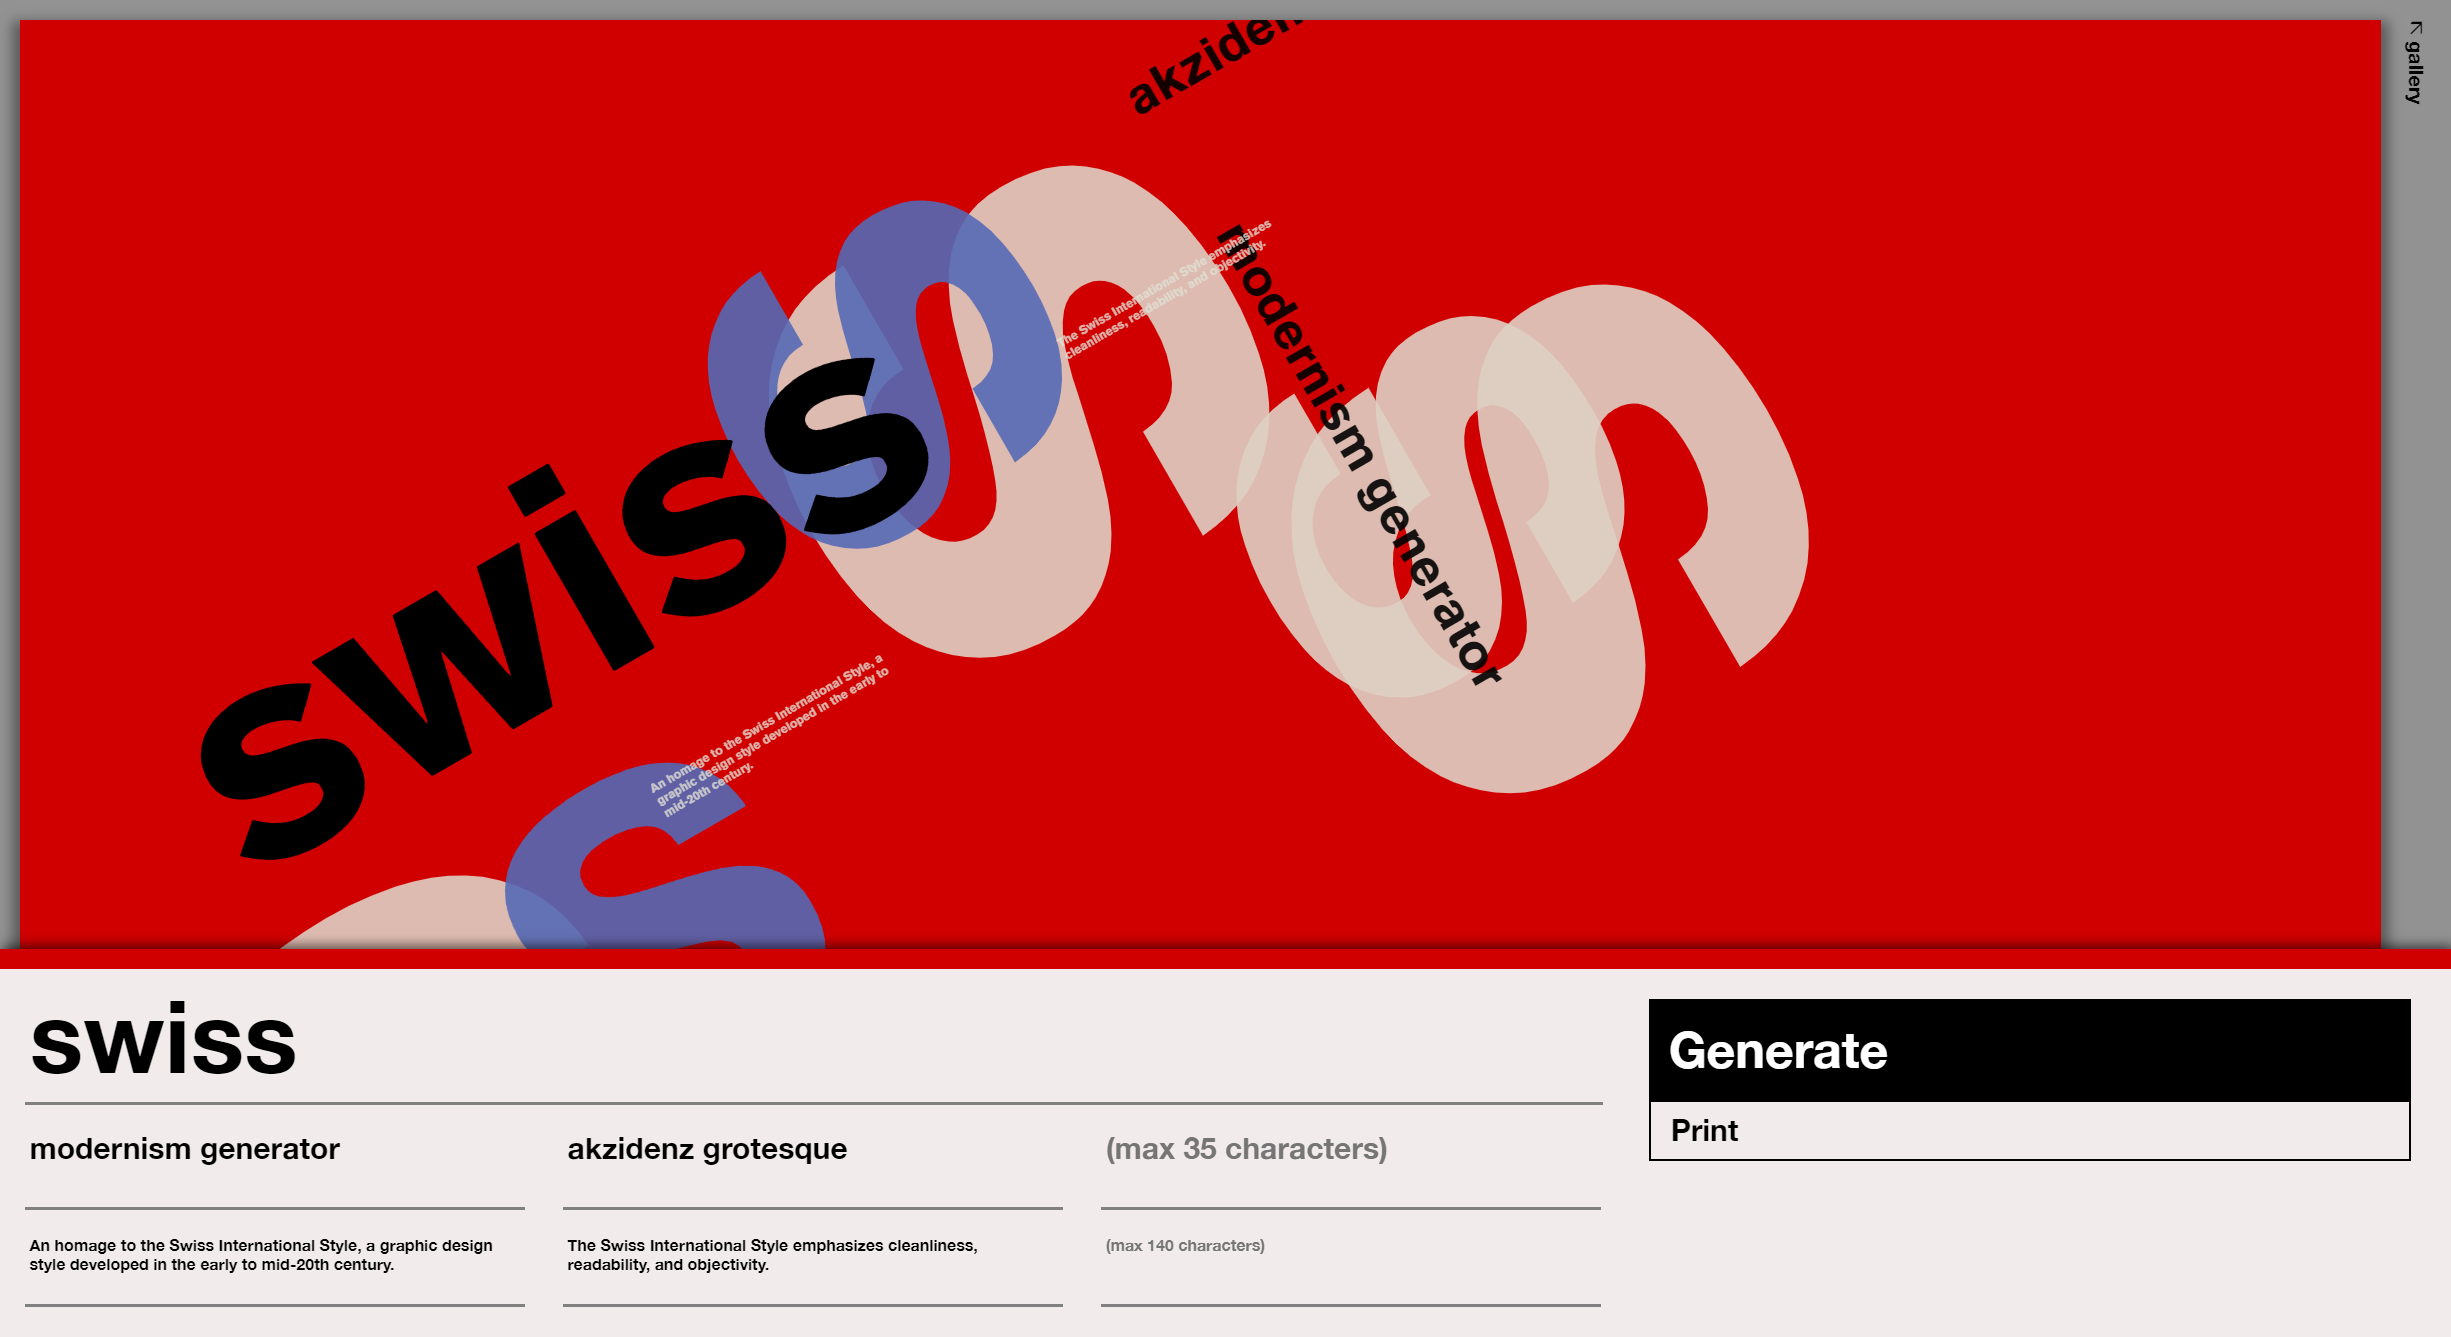 akziden
gallery
The Swiss International Style emphasizes
cleanliness, readability, and objectivity.
modernism generator
swiss
An homage to the Swiss International Style, a
graphic design style developed in the early to
mid-20th century.
swiss
Generate
Print
modernism generator
akzidenz grotesque
(max 35 characters)
An homage to the Swiss International Style, a graphic design
style developed in the early to mid-20th century.
The Swiss International Style emphasizes cleanliness,
readability, and objectivity.
(max 140 characters)